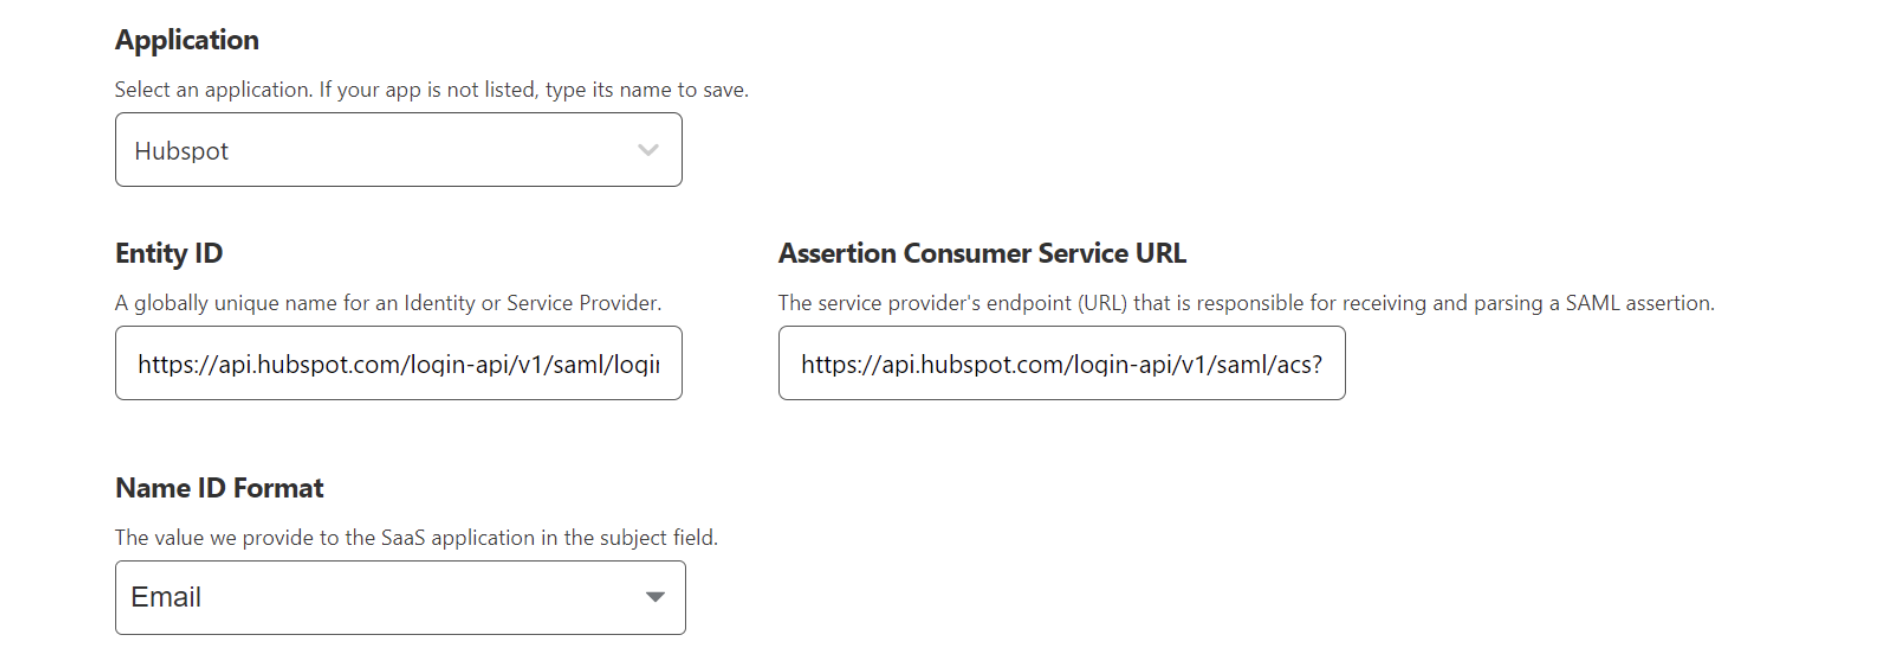 Application
Select an application. If your app is not listed, type its name to save.
Hubspot
Entity ID
A globally unique name for an Identity or Service Provider.
https://api.hubspot.com/login-api/v1/saml/login
Assertion Consumer Service URL
The service provider's endpoint (URL) that is responsible for receiving and parsing a SAML assertion.
https://api.hubspot.com/login-api/v1/saml/acs?
Name ID Format
The value we provide to the SaaS application in the subject field.
Email